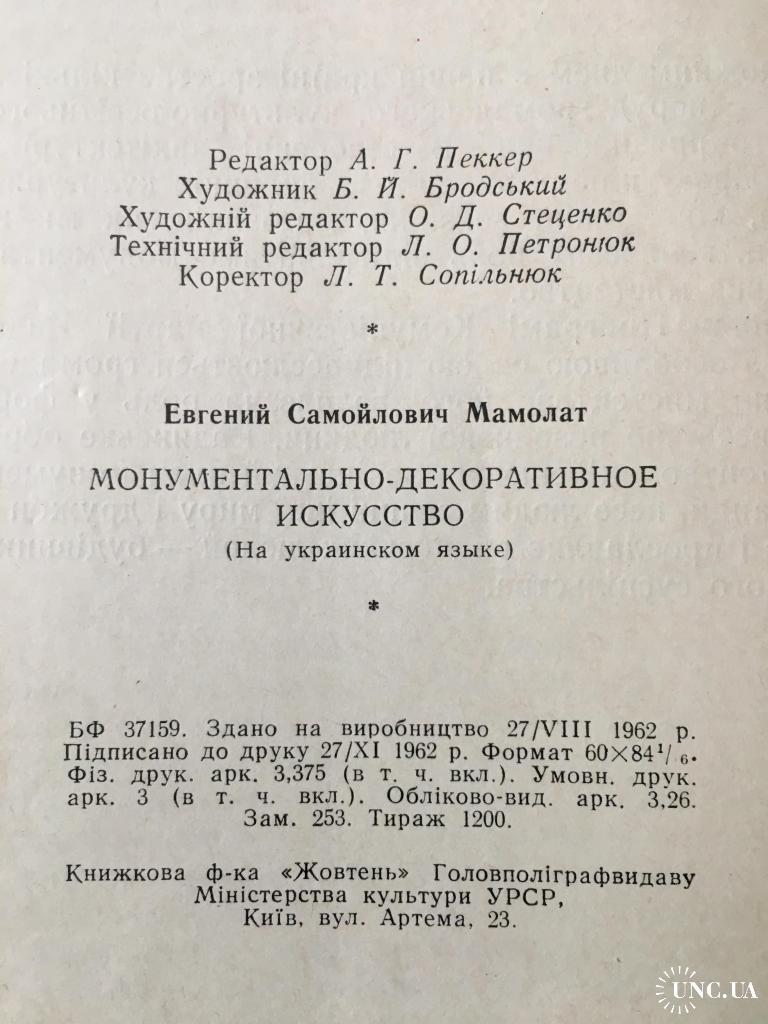 Редактор А. Г. Пеккер
Художник Б. Й. Бродський
Художній редактор О. Д. Стеценко
Технічний редактор Л. О. Петронюк
Коректор Л. Т. Сопільнюк
*
Евгений Самойлович Мамолат
МОНУМЕНТАЛЬНО-ДЕКОРАТИВНОЕ
ИСКУССТВО
(На украинском языке)
*
БФ 37159. Здано на виробництво 27/VIII 1962 р.
Підписано до друку 27/XI 1962 р. Формат 60×84¹/₆.
Фіз. друк. арк. 3,375 (в т. ч. вкл.). Умовн. друк.
арк. 3 (в т. ч. вкл.). Обліково-вид. арк. 3,26.
Зам. 253. Тираж 1200.
Книжкова ф-ка «Жовтень» Головполіграфвидаву
Міністерства культури УРСР,
Київ, вул. Артема, 23.
UNC.UA